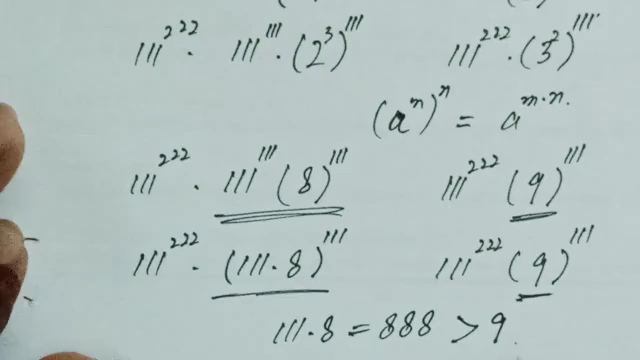 111^222 · 111^111 · (2^3)^111 111^222 · (3^2)^111
(a^m)^n = a^m·n.
111^222 · 111^111 (8)^111 111^222 (9)^111
111^222 · (111·8)^111 111^222 (9)^111
111·8 = 888 > 9